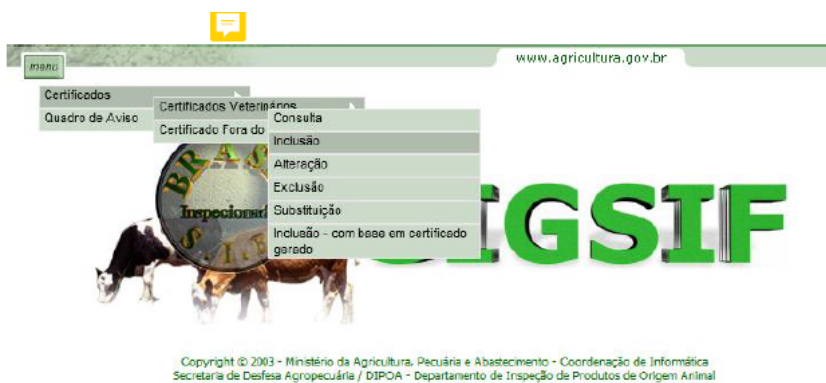 www.agricultura.gov.br
menu
Certificados
Quadro de Aviso
Certificados Veterinários
Certificado Fora do
Consulta
Inclusão
Alteração
Exclusão
Substituição
Inclusão - com base em certificado
gerado
BRAS
Inspecionado
S.I.F.
IGSIF
Copyright © 2003 - Ministério da Agricultura, Pecuária e Abastecimento - Coordenação de Informática
Secretaria de Desfesa Agropecuária / DIPOA - Departamento de Inspeção de Produtos de Origem Animal